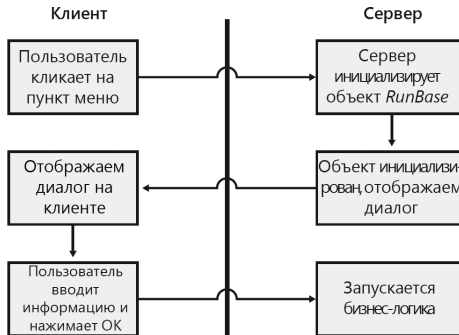 Клиент
Сервер
Пользователь
кликает на
пункт меню
Сервер
инициализирует
объект RunBase
Отображаем
диалог на
клиенте
Объект инициализи-
рован, отображаем
диалог
Пользователь
вводит
информацию и
нажимает ОК
Запускается
бизнес-логика